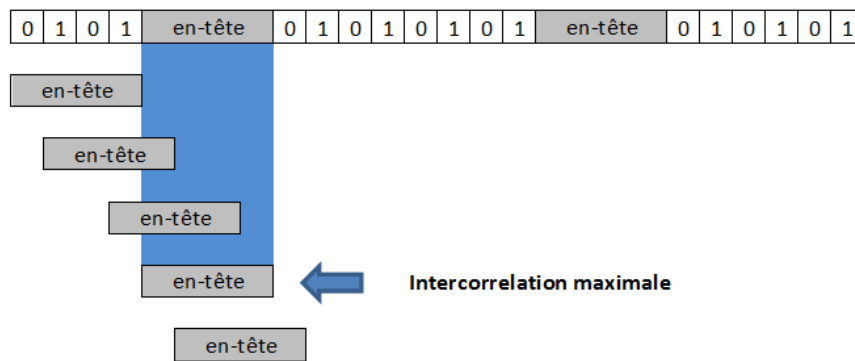 0 1 0 1 en-tête 0 1 0 1 0 1 0 1 en-tête 0 1 0 1 0 1
en-tête
en-tête
en-tête
en-tête Intercorrelation maximale
en-tête